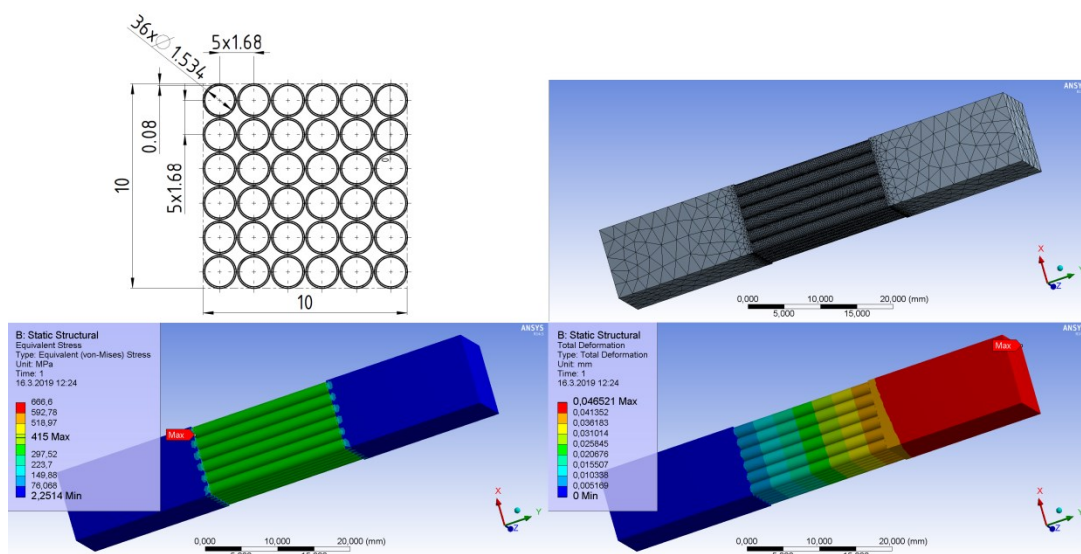 36xØ 1.534
5x1.68
0.08
10
5x1.68
10
ANSYS
0,000
10,000
20,000 (mm)
5,000
15,000
X
Y
Z
B: Static Structural
Equivalent Stress
Type: Equivalent (von-Mises) Stress
Unit: MPa
Time: 1
16.3.2019 12:24
666,6
592,78
518,97
415 Max
297,52
223,7
149,88
76,068
2,2514 Min
Max
ANSYS
0,000
10,000
20,000 (mm)
X
Y
Z
B: Static Structural
Total Deformation
Type: Total Deformation
Unit: mm
Time: 1
16.3.2019 12:24
0,046521 Max
0,041352
0,036183
0,031014
0,025845
0,020676
0,015507
0,010338
0,005169
0 Min
Max
ANSYS
0,000
10,000
20,000 (mm)
X
Y
Z